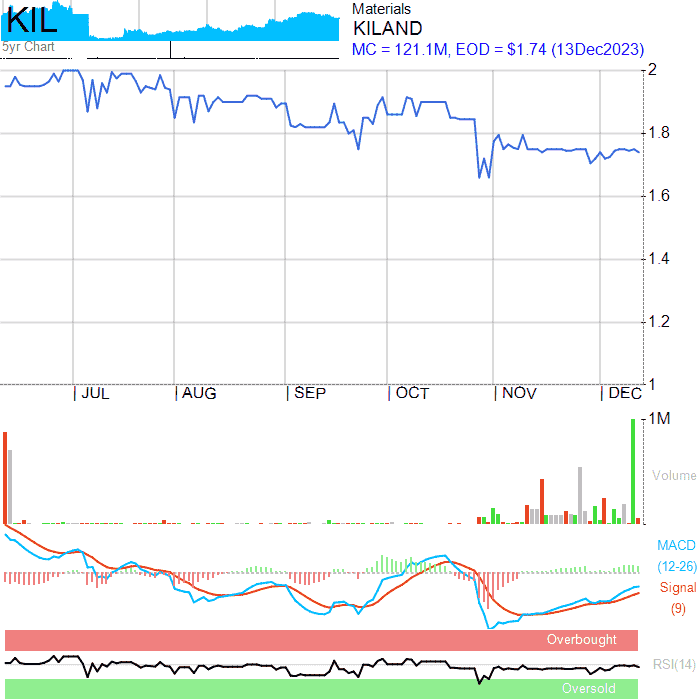 KIL
5yr Chart
Materials
KILAND
MC = 121.1M, EOD = $1.74 (13Dec2023)
2
1.8
1.6
1.4
1.2
1
JUL AUG SEP OCT NOV DEC
1M
Volume
MACD
(12-26)
Signal
(9)
Overbought
RSI(14)
Oversold